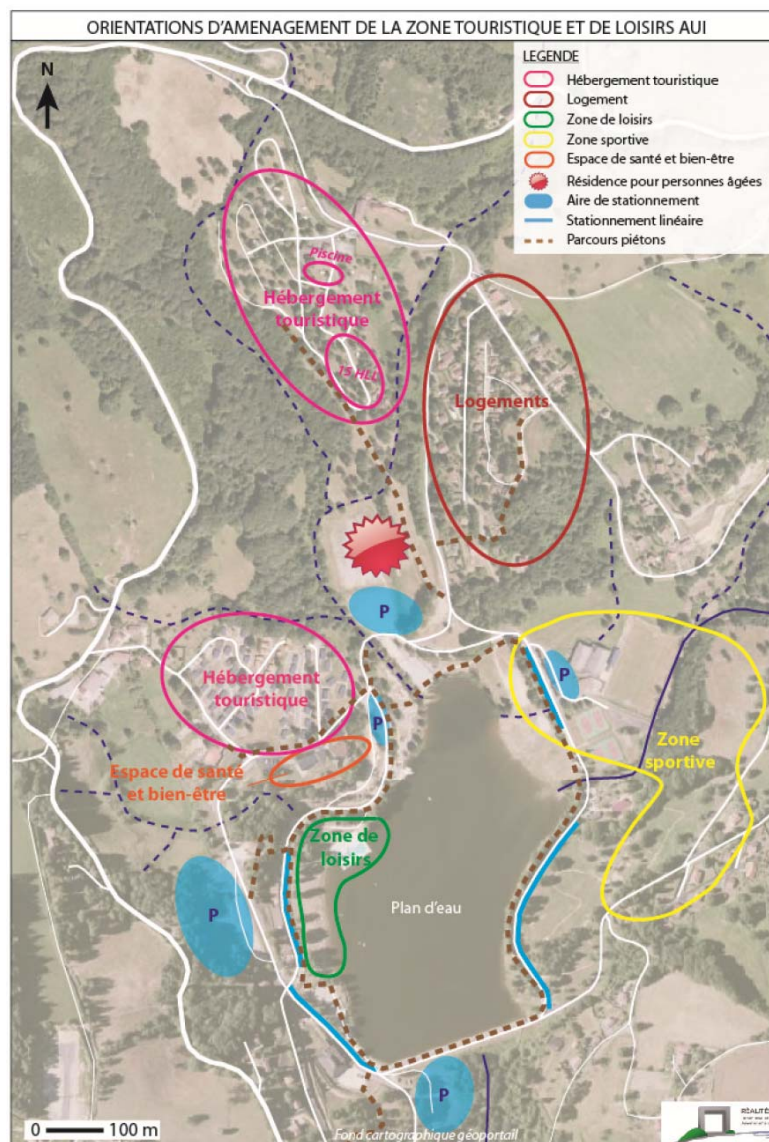 ORIENTATIONS D'AMENAGEMENT DE LA ZONE TOURISTIQUE ET DE LOISIRS AUI
N
LEGENDE
Hébergement touristique
Logement
Zone de loisirs
Zone sportive
Espace de santé et bien-être
Résidence pour personnes âgées
Aire de stationnement
Stationnement linéaire
Parcours piétons
Piscine
Hébergement
touristique
15 HLL
Logements
P
Hébergement
touristique
P
P
Zone
sportive
Espace de santé
et bien-être
Zone de
loisirs
P
Plan d'eau
P
0 100 m
Fond cartographique géoportail
RÉALITÉS